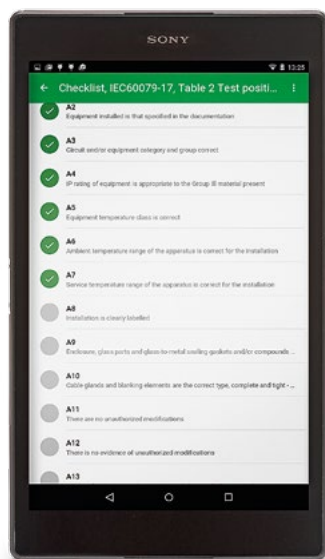 SONY
13:25
Checklist, IEC60079-17, Table 2 Test positi...
A2
Equipment installed is that specified in the documentation
A3
Circuit and/or equipment category and group correct
A4
IP rating of equipment is appropriate to the Group III material present
A5
Equipment temperature class is correct
A6
Ambient temperature range of the apparatus is correct for the installation
A7
Service temperature range of the apparatus is correct for the installation
A8
Installation is clearly labelled
A9
Enclosure, glass parts and glass-to-metal sealing gaskets and/or compounds ...
A10
Cable glands and blanking elements are the correct type, complete and tight - ...
A11
There are no unauthorized modifications
A12
There is no evidence of unauthorized modifications
A13